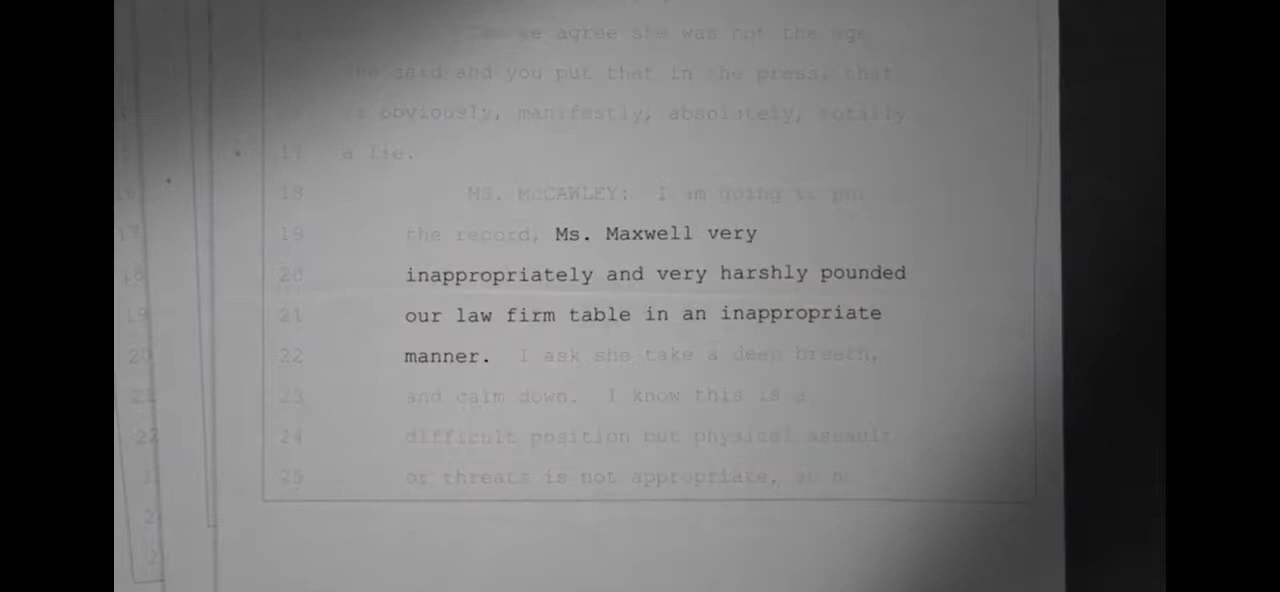 we agree she was not the age
she said and you put that in the press, that
is obviously, manifestly, absolutely, totally
17 a lie.
18 MS. McCAWLEY: I am going to put
19 the record, Ms. Maxwell very
20 inappropriately and very harshly pounded
21 our law firm table in an inappropriate
22 manner. I ask she take a deep breath,
23 and calm down. I know this is a
24 difficult position but physical assault
25 or threats is not appropriate, so no